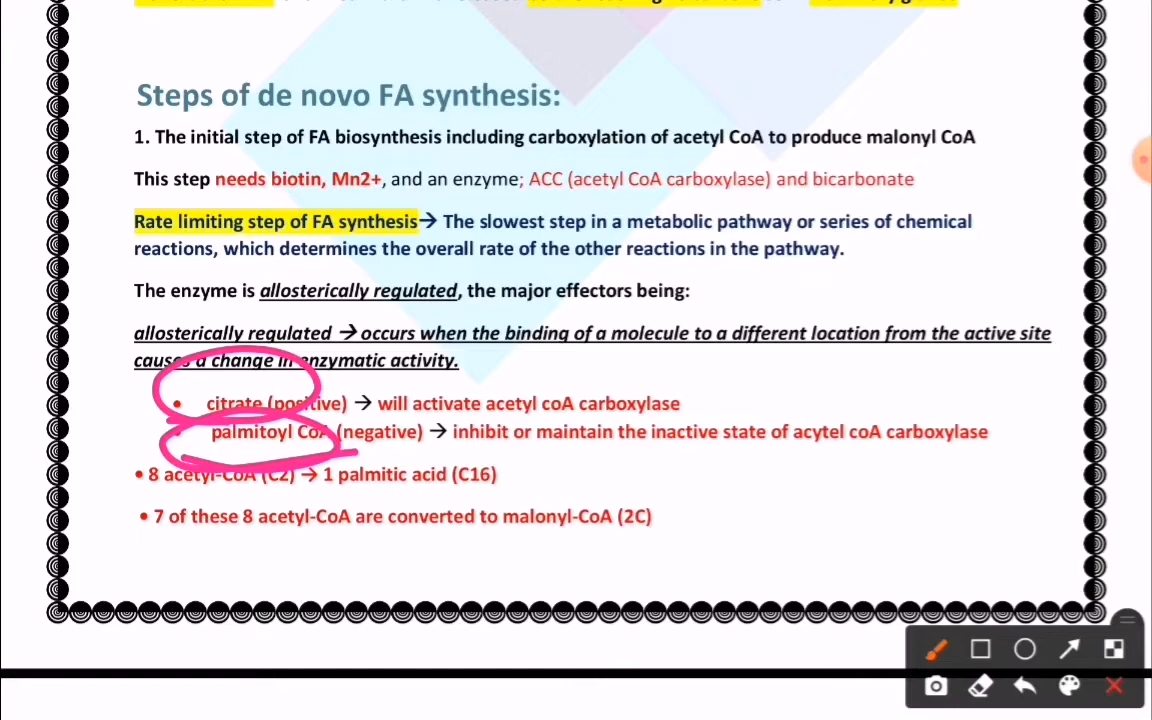 Steps of de novo FA synthesis:
1. The initial step of FA biosynthesis including carboxylation of acetyl CoA to produce malonyl CoA
This step needs biotin, Mn2+, and an enzyme; ACC (acetyl CoA carboxylase) and bicarbonate
Rate limiting step of FA synthesis→ The slowest step in a metabolic pathway or series of chemical
reactions, which determines the overall rate of the other reactions in the pathway.
The enzyme is allosterically regulated, the major effectors being:
allosterically regulated → occurs when the binding of a molecule to a different location from the active site
causes a change in enzymatic activity.
• citrate (positive) → will activate acetyl coA carboxylase
• palmitoyl CoA (negative) → inhibit or maintain the inactive state of acytel coA carboxylase
• 8 acetyl-CoA (C2) → 1 palmitic acid (C16)
• 7 of these 8 acetyl-CoA are converted to malonyl-CoA (2C)